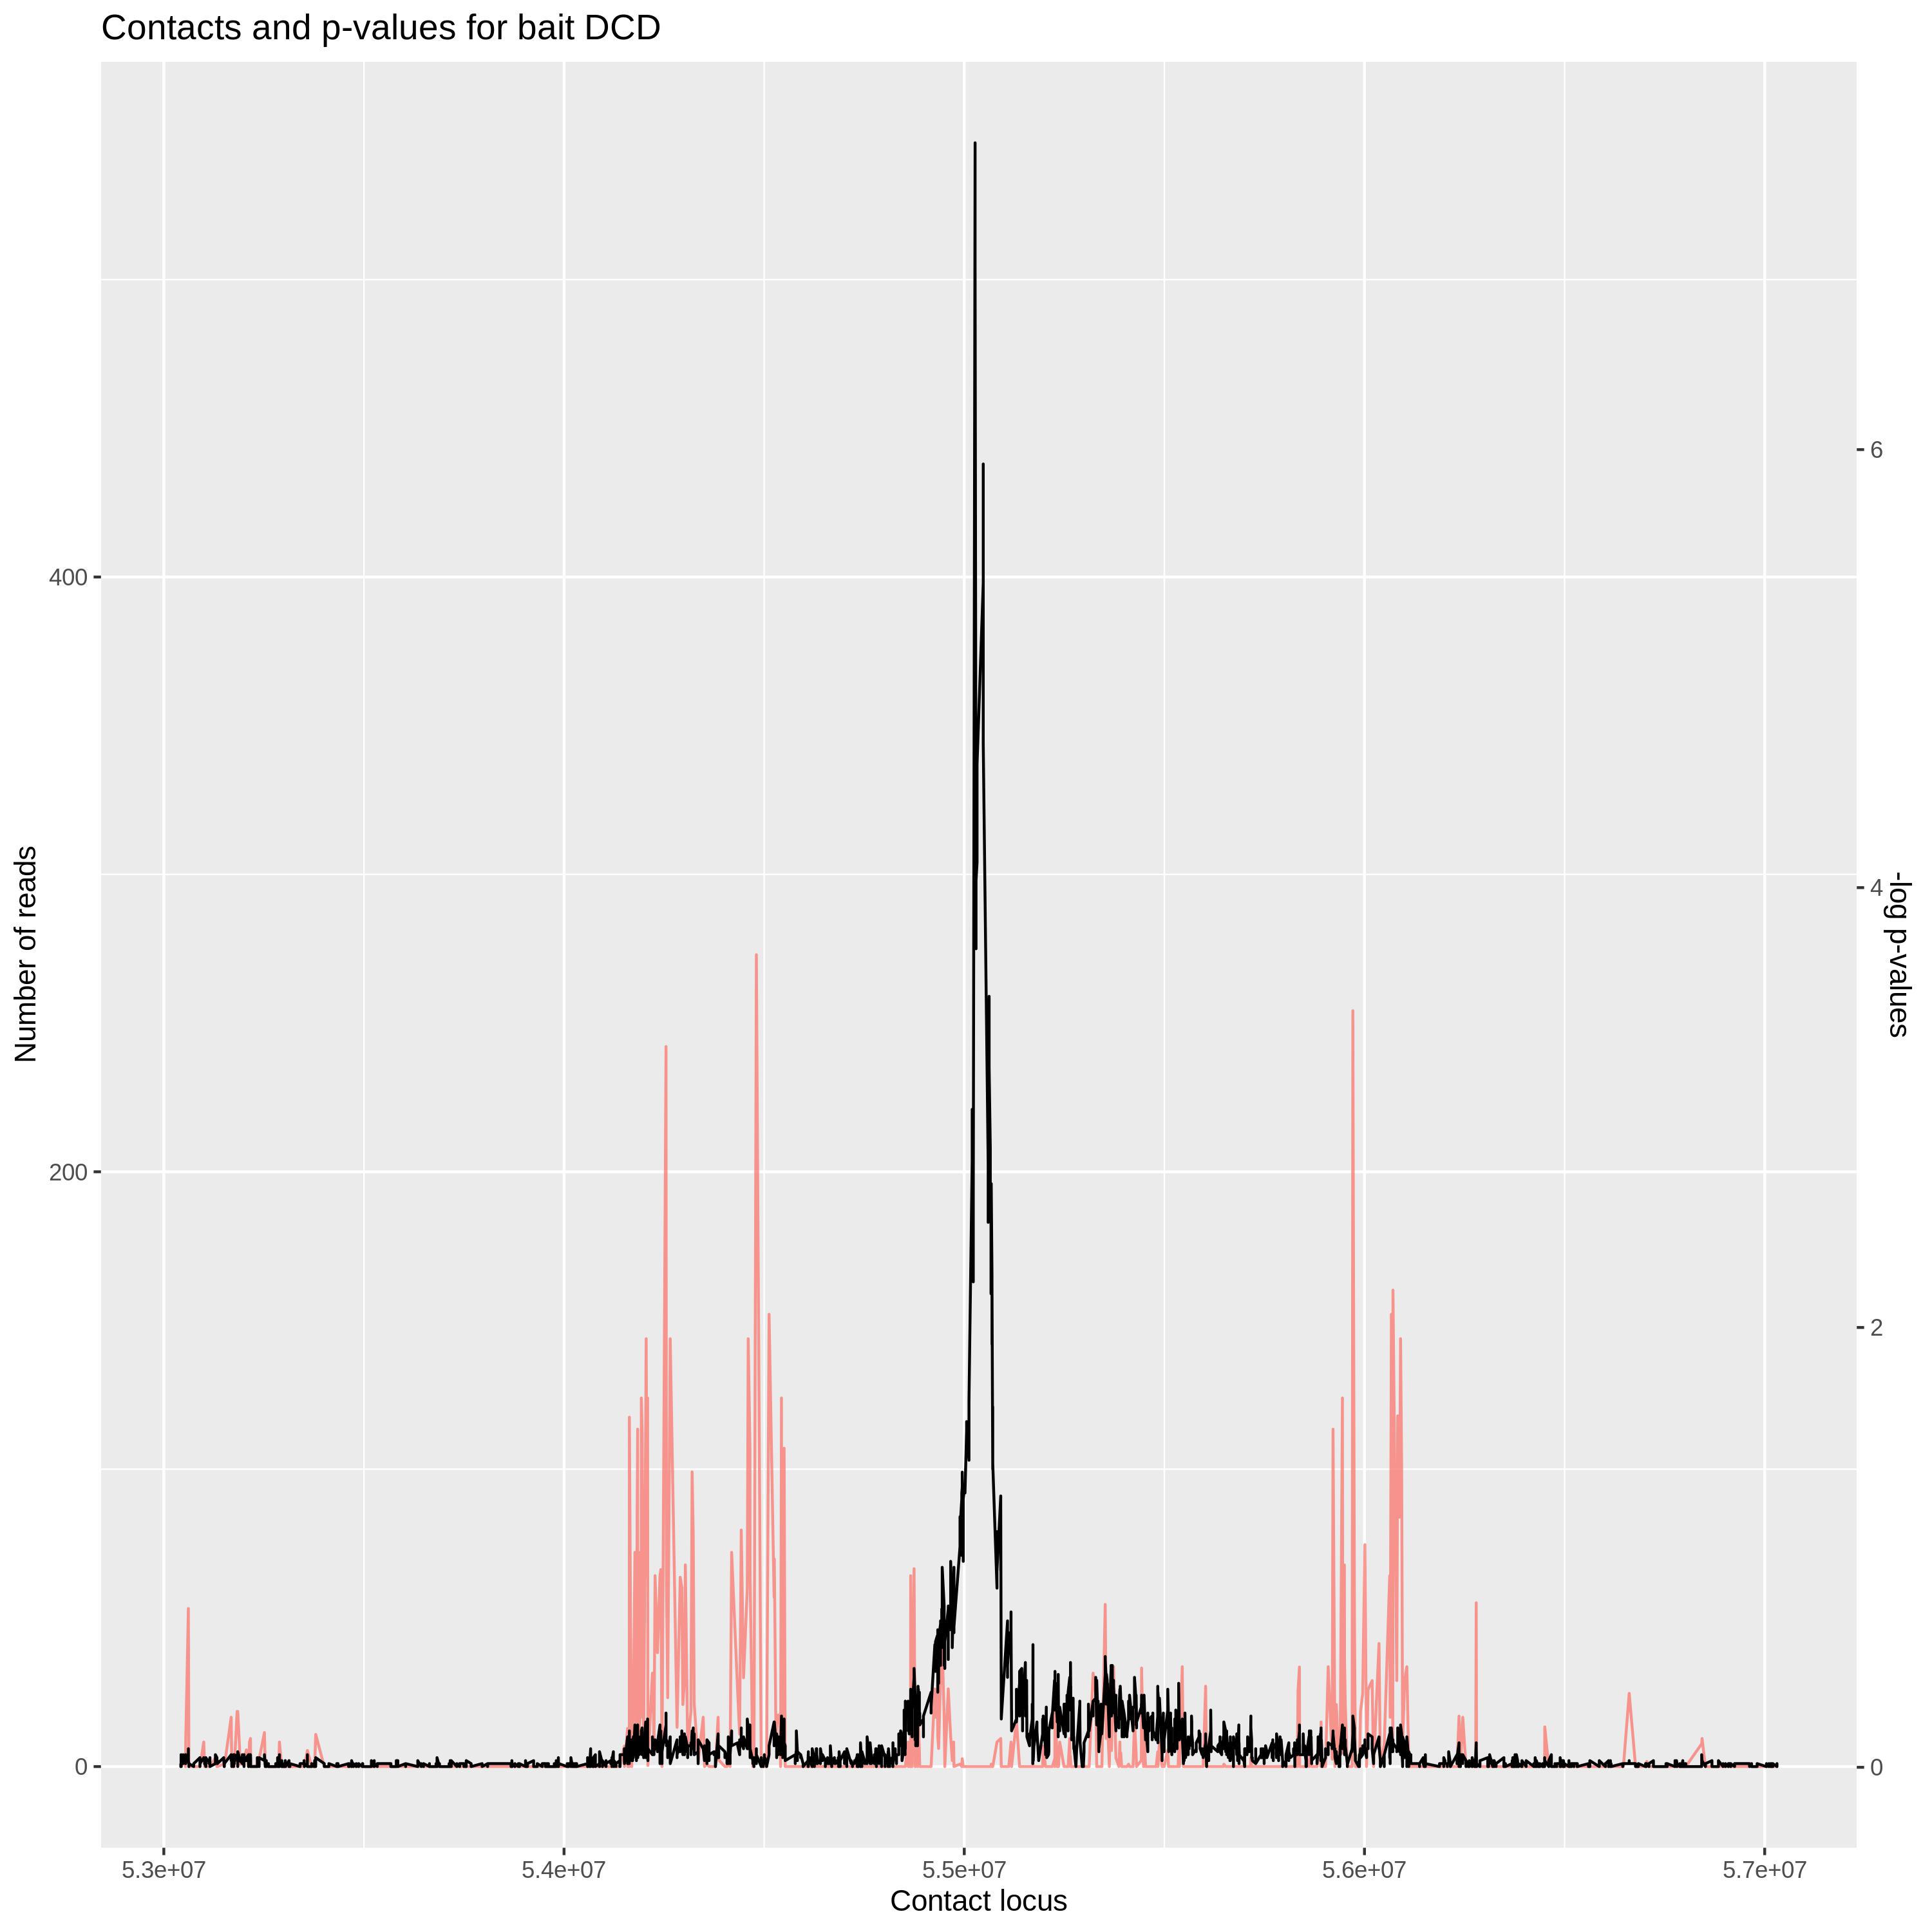 Contacts and p-values for bait DCD
Number of reads
400
200
0
6
4
2
0
-log p-values
5.3e+07 5.4e+07 5.5e+07 5.6e+07 5.7e+07
Contact locus